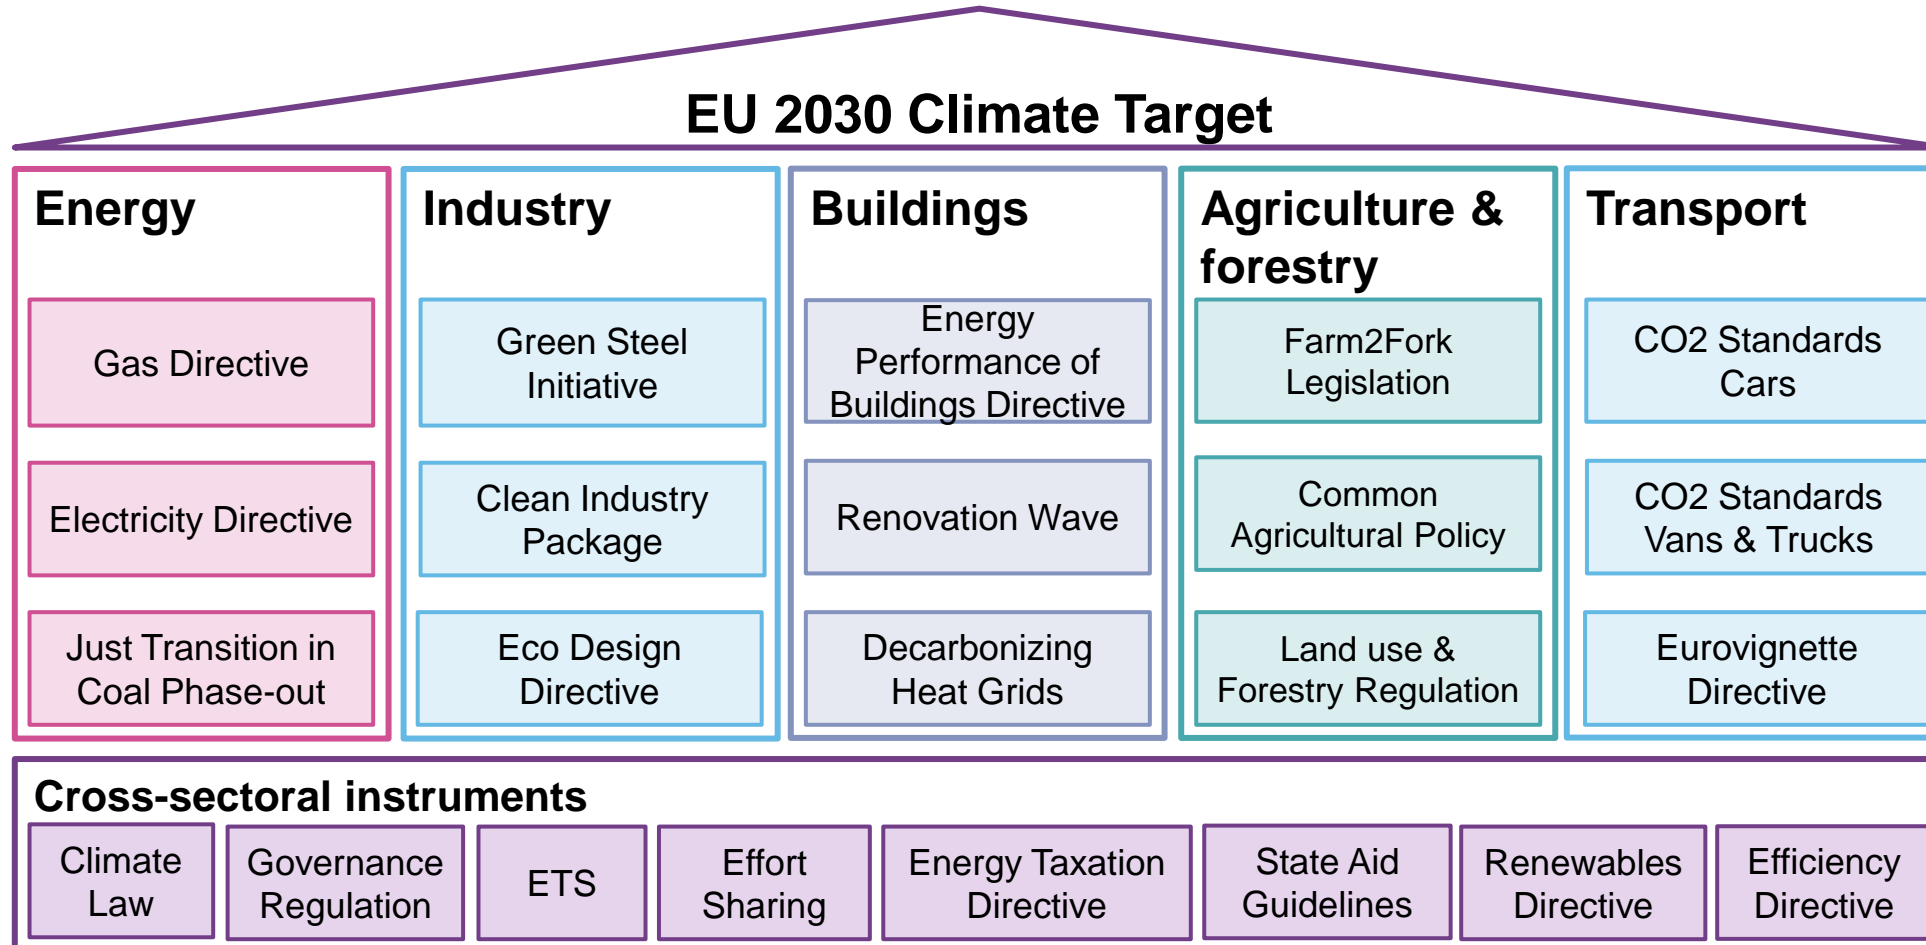 EU 2030 Climate Target
Energy
Gas Directive
Electricity Directive
Just Transition in
Coal Phase-out
Industry
Green Steel
Initiative
Clean Industry
Package
Eco Design
Directive
Buildings
Energy
Performance of
Buildings Directive
Renovation Wave
Decarbonizing
Heat Grids
Agriculture &
forestry
Farm2Fork
Legislation
Common
Agricultural Policy
Land use &
Forestry Regulation
Transport
CO2 Standards
Cars
CO2 Standards
Vans & Trucks
Eurovignette
Directive
Cross-sectoral instruments
Climate
Law
Governance
Regulation
ETS
Effort
Sharing
Energy Taxation
Directive
State Aid
Guidelines
Renewables
Directive
Efficiency
Directive